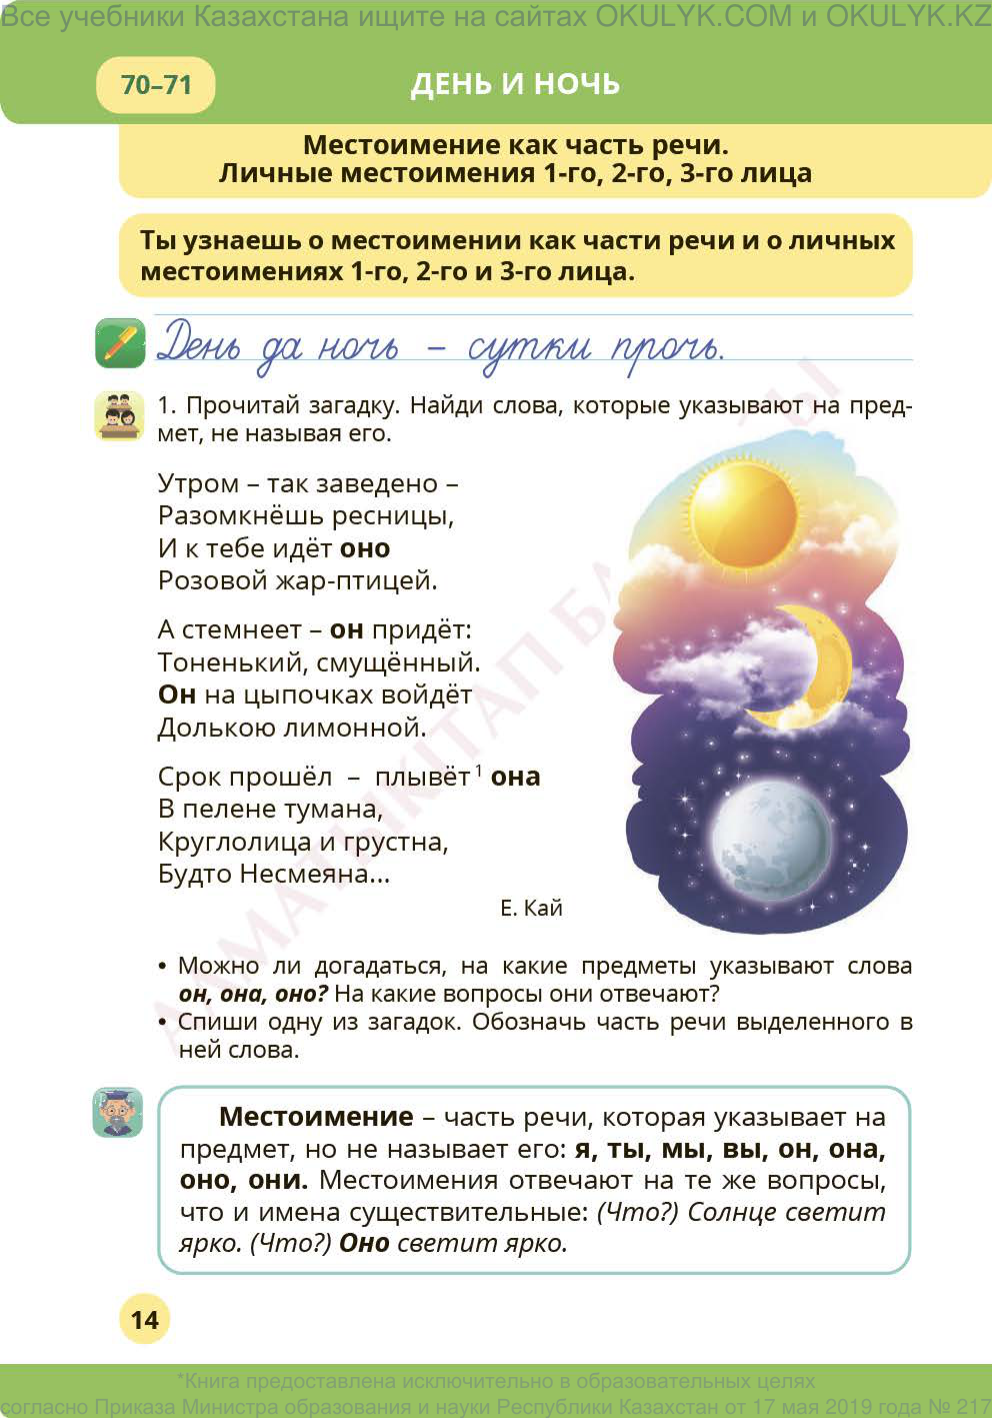 Все учебники Казахстана ищите на сайтах OKULYK.COM и OKULYK.KZ
70–71
ДЕНЬ И НОЧЬ
Местоимение как часть речи.
Личные местоимения 1-го, 2-го, 3-го лица
Ты узнаешь о местоимении как части речи и о личных
местоимениях 1-го, 2-го и 3-го лица.
День да ночь – сутки прочь.
1. Прочитай загадку. Найди слова, которые указывают на пред-
мет, не называя его.
Утром – так заведено –
Разомкнёшь ресницы,
И к тебе идёт оно
Розовой жар-птицей.
А стемнеет – он придёт:
Тоненький, смущённый.
Он на цыпочках войдёт
Долькою лимонной.
Срок прошёл – плывёт¹ она
В пелене тумана,
Круглолица и грустна,
Будто Несмеяна...
Е. Кай
• Можно ли догадаться, на какие предметы указывают слова
он, она, оно? На какие вопросы они отвечают?
• Спиши одну из загадок. Обозначь часть речи выделенного в
ней слова.
Местоимение – часть речи, которая указывает на
предмет, но не называет его: я, ты, мы, вы, он, она,
оно, они. Местоимения отвечают на те же вопросы,
что и имена существительные: (Что?) Солнце светит
ярко. (Что?) Оно светит ярко.
14
*Книга предоставлена исключительно в образовательных целях
согласно Приказа Министра образования и науки Республики Казахстан от 17 мая 2019 года № 217